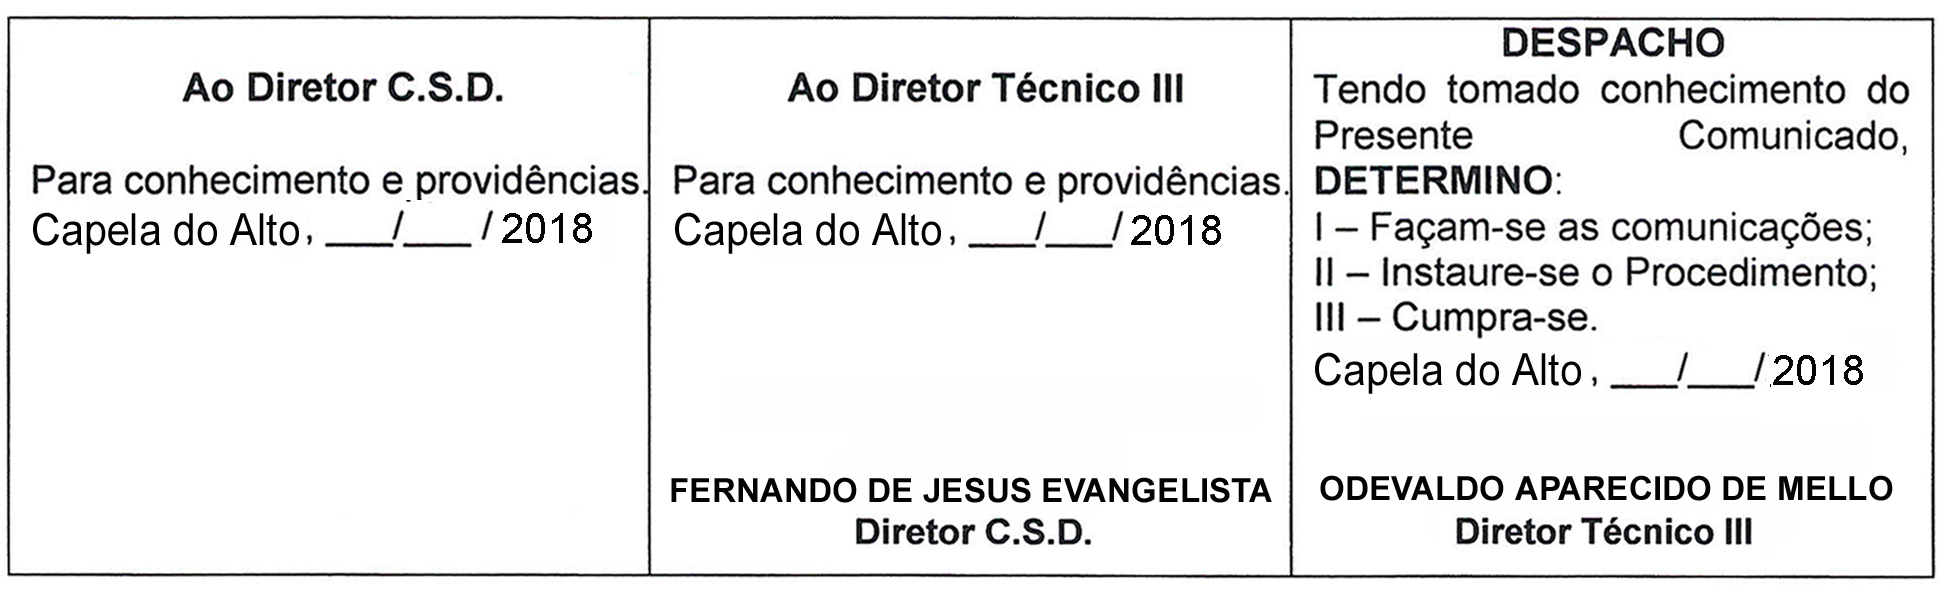 Ao Diretor C.S.D.
Para conhecimento e providências.
Capela do Alto, ___/___ / 2018
Ao Diretor Técnico III
Para conhecimento e providências.
Capela do Alto, ___/___/ 2018
FERNANDO DE JESUS EVANGELISTA
Diretor C.S.D.
DESPACHO
Tendo tomado conhecimento do
Presente Comunicado,
DETERMINO:
I – Façam-se as comunicações;
II – Instaure-se o Procedimento;
III – Cumpra-se.
Capela do Alto, ___/___/ 2018
ODEVALDO APARECIDO DE MELLO
Diretor Técnico III